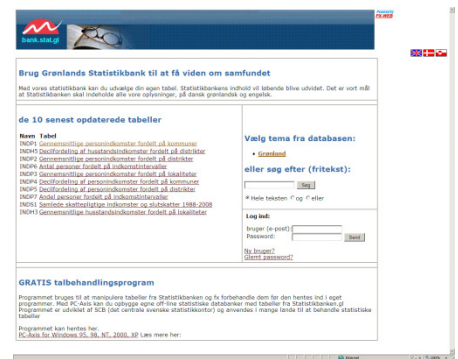 Powered by
PX-WEB
bank.stat.gl
Brug Grønlands Statistikbank til at få viden om samfundet
Med vores statistikbank kan du udvælge din egen tabel. Statistikbankens indhold vil løbende blive udvidet. Det er vort mål
at Statistikbanken skal indeholde alle vore oplysninger, på dansk grønlandsk og engelsk.
de 10 senest opdaterede tabeller
Navn Tabel
INDP1 Gennemsnitlige personindkomster fordelt på kommuner
INDH5 Decilfordeling af husstandsindkomster fordelt på distrikter
INDP2 Gennemsnitlige personindkomster fordelt på distrikter
INDP6 Antal personer fordelt på indkomstintervaller
INDP3 Gennemsnitlige personindkomster fordelt på lokaliteter
INDP4 Decilfordeling af personindkomster fordelt på kommuner
INDP5 Decilfordeling af personindkomster fordelt på distrikter
INDP7 Andel personer fordelt på indkomstintervaller
INDS1 Samlede skattepligtige indkomster og slutskatter 1988-2008
INDH3 Gennemsnitlige husstandsindkomster fordelt på lokaliteter
Vælg tema fra databasen:
Grønland
eller søg efter (fritekst):
Søg
Hele teksten og eller
Log ind:
bruger (e-post):
Password:
Send
Ny bruger?
Glemt password?
GRATIS talbehandlingsprogram
Programmet bruges til at manipulere tabeller fra Statistikbanken og fx forbehandle dem før den hentes ind i eget
programmer. Med PC-Axis kan du opbygge egne off-line statistiske databanker med tabeller fra Statistikbanken.gl
Programmet er udviklet af SCB (det centrale svenske statistikkontor) og anvendes i mange lande til at behandle statistiske
tabeller
Programmet kan hentes her.
PC-Axis for Windows 95, 98, NT, 2000, XP Læs mere her: